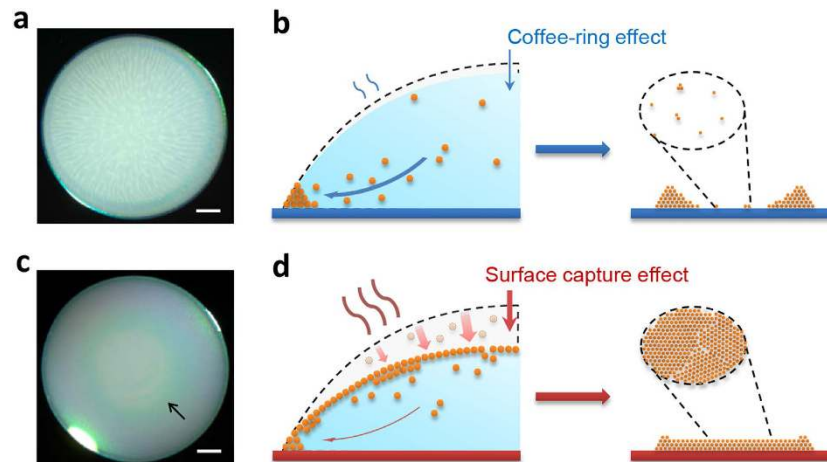 a
b
Coffee-ring effect
c
d
Surface capture effect